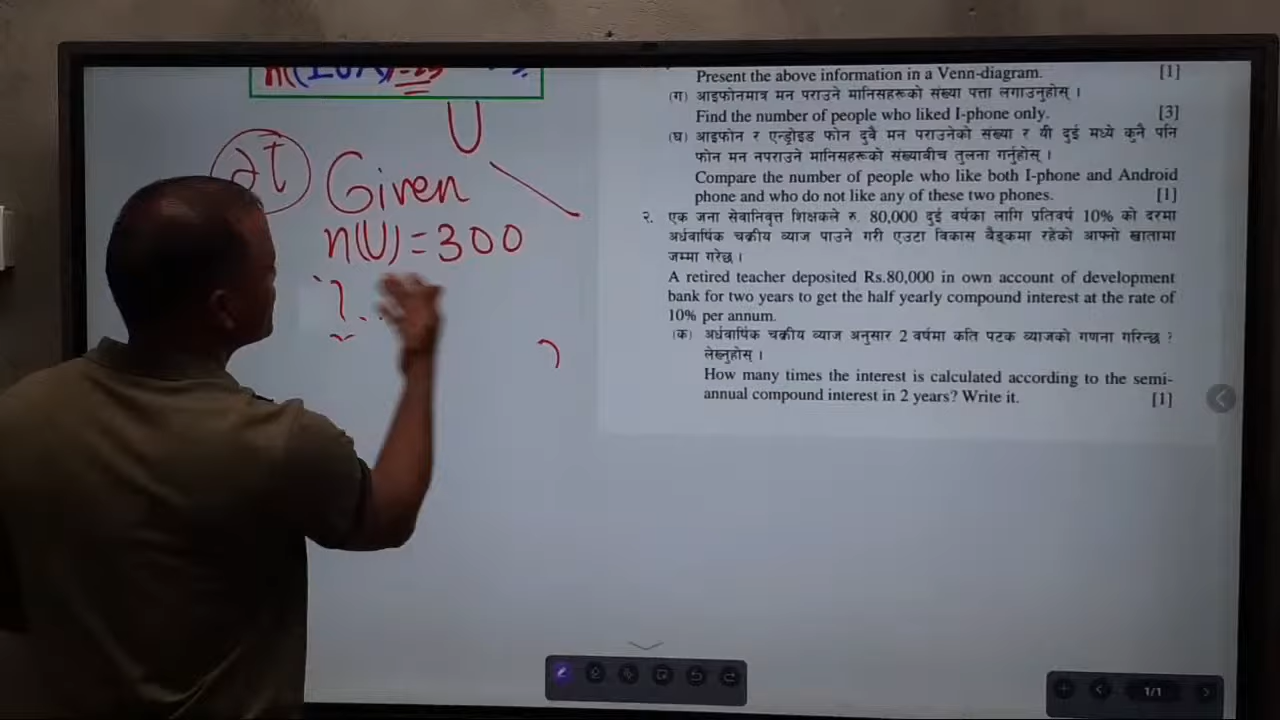 U
Given
n(U)=300
Present the above information in a Venn-diagram. [1]
(ग) आइफोनमात्र मन पराउने मानिसहरूको संख्या पत्ता लगाउनुहोस् ।
Find the number of people who liked I-phone only. [3]
(घ) आइफोन र एन्ड्रोइड फोन दुवै मन पराउनेको संख्या र यी दुई मध्ये कुनै पनि
फोन मन नपराउने मानिसहरूको संख्याबीच तुलना गर्नुहोस् ।
Compare the number of people who like both I-phone and Android
phone and who do not like any of these two phones. [1]
२. एक जना सेवानिवृत्त शिक्षकले रु. 80,000 दुई वर्षका लागि प्रतिवर्ष 10% को दरमा
अर्धवार्षिक चक्रीय व्याज पाउने गरी एउटा विकास बैङ्कमा रहेको आफ्नो खातामा
जम्मा गरेछ ।
A retired teacher deposited Rs.80,000 in own account of development
bank for two years to get the half yearly compound interest at the rate of
10% per annum.
(क) अर्धवार्षिक चक्रीय व्याज अनुसार 2 वर्षमा कति पटक व्याजको गणना गरिन्छ ?
लेख्नुहोस् ।
How many times the interest is calculated according to the semi-
annual compound interest in 2 years? Write it. [1]
1/1